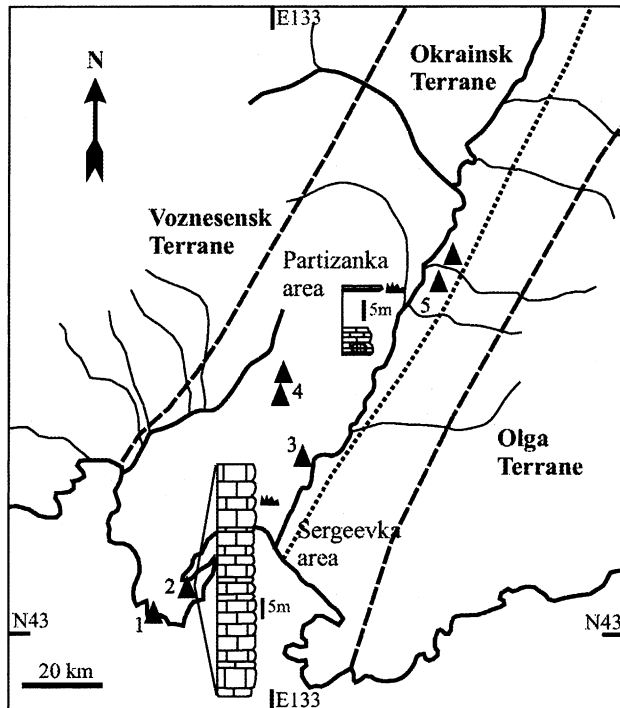 E133
N
Okrainsk
Terrane
Voznesensk
Terrane
Partizanka
area
5m
5
4
3
Olga
Terrane
Sergeevka
area
2
1
5m
N43
N43
20 km
E133